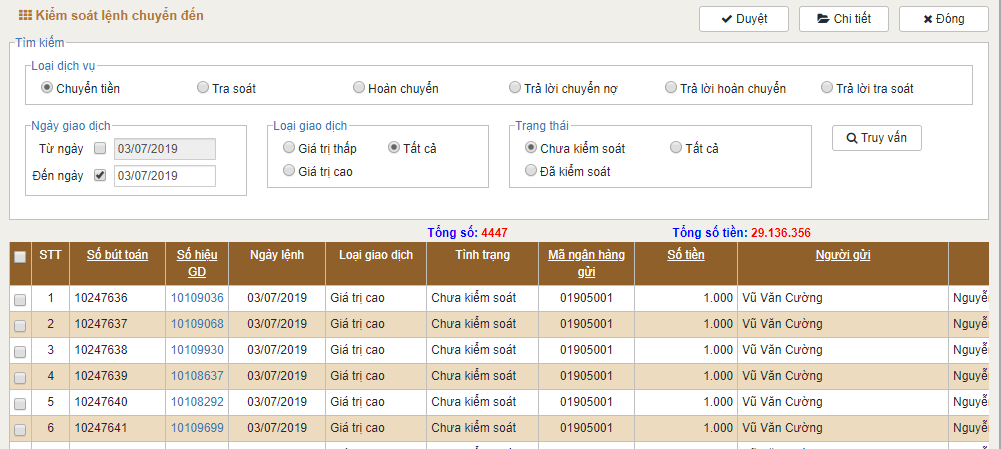 Kiểm soát lệnh chuyển đến
Duyệt Chi tiết Đóng
Tìm kiếm
Loại dịch vụ
Chuyển tiền Tra soát Hoàn chuyển Trả lời chuyển nợ Trả lời hoàn chuyển Trả lời tra soát
Ngày giao dịch Loại giao dịch Trạng thái
Từ ngày 03/07/2019 Giá trị thấp Tất cả Chưa kiểm soát Tất cả Truy vấn
Đến ngày 03/07/2019 Giá trị cao Đã kiểm soát
Tổng số: 4447 Tổng số tiền: 29.136.356
STT Số bút toán Số hiệu GD Ngày lệnh Loại giao dịch Tình trạng Mã ngân hàng gửi Số tiền Người gửi
1 10247636 10109036 03/07/2019 Giá trị cao Chưa kiểm soát 01905001 1.000 Vũ Văn Cường Nguyễ
2 10247637 10109068 03/07/2019 Giá trị cao Chưa kiểm soát 01905001 1.000 Vũ Văn Cường Nguyễ
3 10247638 10109930 03/07/2019 Giá trị cao Chưa kiểm soát 01905001 1.000 Vũ Văn Cường Nguyễ
4 10247639 10108637 03/07/2019 Giá trị cao Chưa kiểm soát 01905001 1.000 Vũ Văn Cường Nguyễ
5 10247640 10108292 03/07/2019 Giá trị cao Chưa kiểm soát 01905001 1.000 Vũ Văn Cường Nguyễ
6 10247641 10109699 03/07/2019 Giá trị cao Chưa kiểm soát 01905001 1.000 Vũ Văn Cường Nguyễ